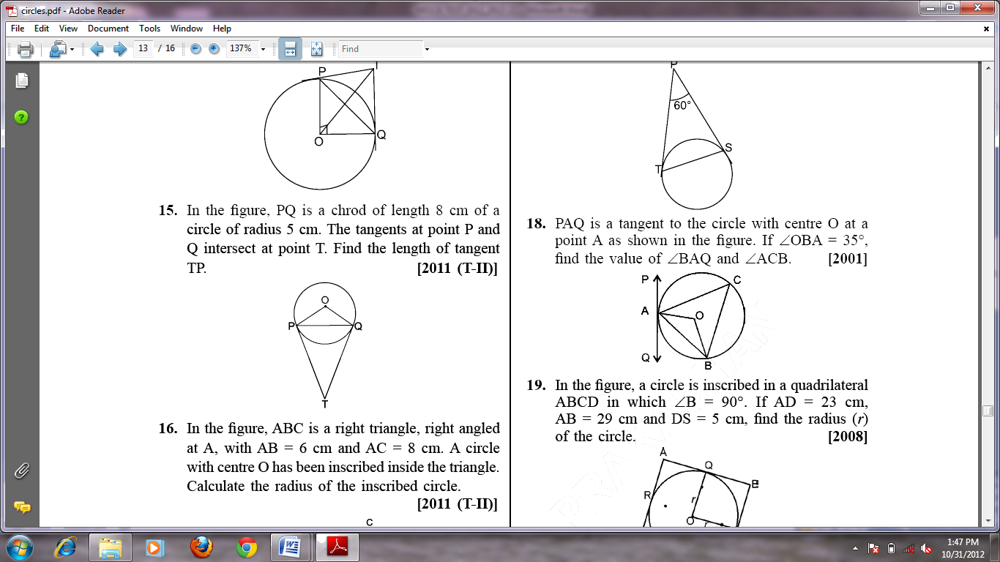 circles.pdf - Adobe Reader
File Edit View Document Tools Window Help
13 / 16 137% Find
P
O
Q
15. In the figure, PQ is a chrod of length 8 cm of a
circle of radius 5 cm. The tangents at point P and
Q intersect at point T. Find the length of tangent
TP. [2011 (T-II)]
O
P
Q
T
16. In the figure, ABC is a right triangle, right angled
at A, with AB = 6 cm and AC = 8 cm. A circle
with centre O has been inscribed inside the triangle.
Calculate the radius of the inscribed circle.
[2011 (T-II)]
C
P
60°
S
T
18. PAQ is a tangent to the circle with centre O at a
point A as shown in the figure. If ∠OBA = 35°,
find the value of ∠BAQ and ∠ACB. [2001]
P
C
A
O
Q
B
19. In the figure, a circle is inscribed in a quadrilateral
ABCD in which ∠B = 90°. If AD = 23 cm,
AB = 29 cm and DS = 5 cm, find the radius (r)
of the circle. [2008]
A
Q
B
R
r
O
r
1:47 PM
10/31/2012